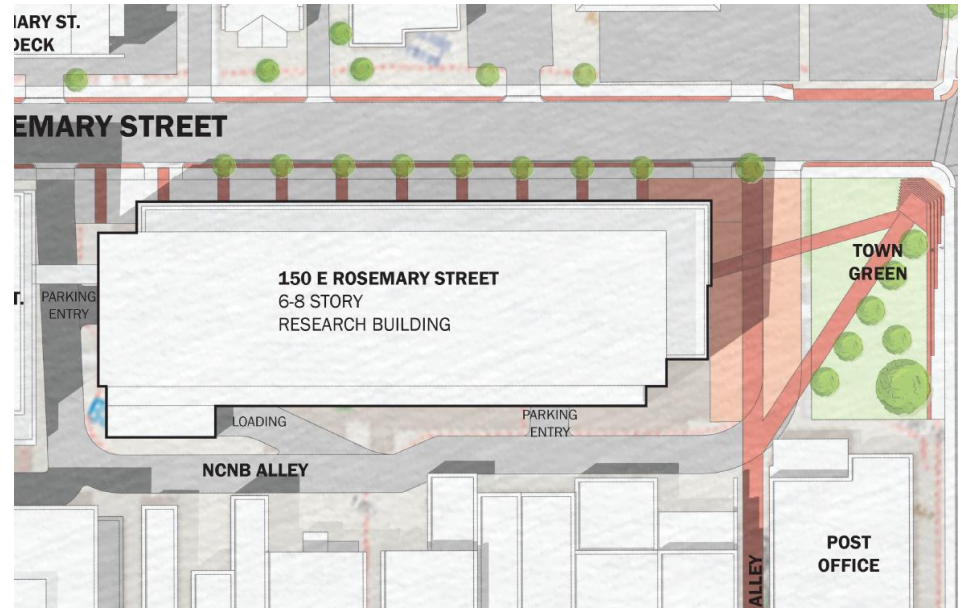 MARY ST.
DECK
EMARY STREET
150 E ROSEMARY STREET
6-8 STORY
RESEARCH BUILDING
TOWN
GREEN
T.
PARKING
ENTRY
LOADING
PARKING
ENTRY
NCNB ALLEY
POST
OFFICE
ALLEY